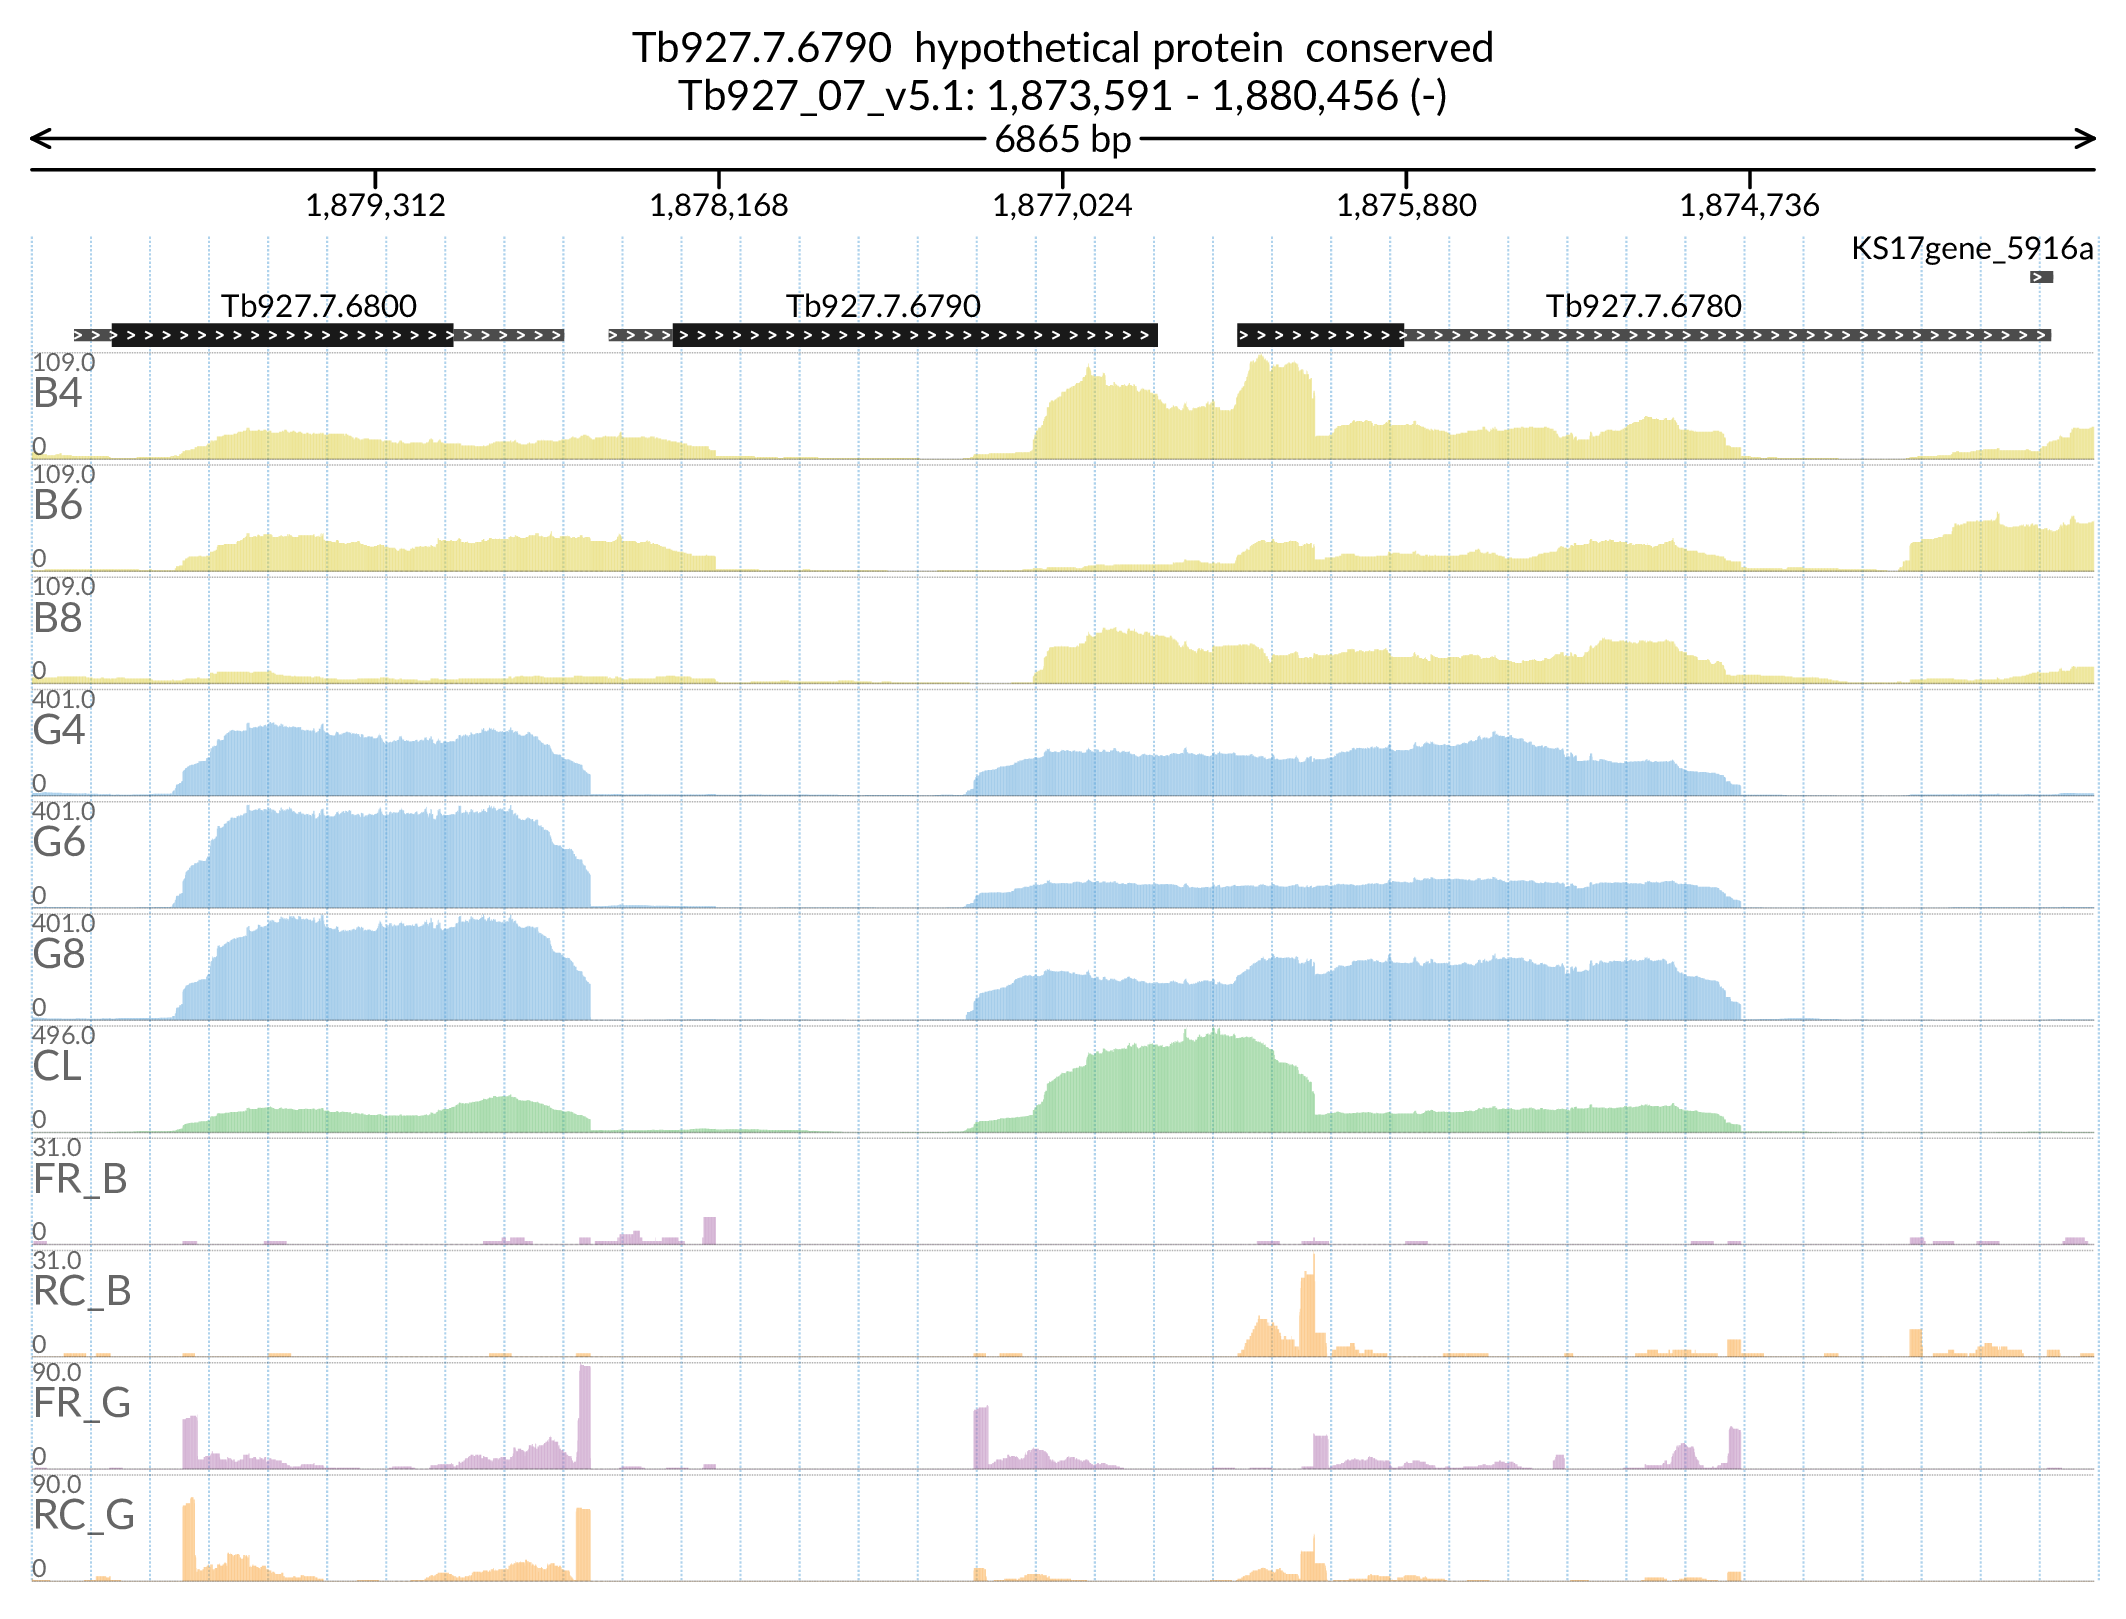 Tb927.7.6790  hypothetical protein  conserved
Tb927_07_v5.1: 1,873,591 - 1,880,456 (-)
6865 bp
1,879,312 1,878,168 1,877,024 1,875,880 1,874,736
KS17gene_5916a
Tb927.7.6800 Tb927.7.6790 Tb927.7.6780
109.0
B4
0
109.0
B6
0
109.0
B8
0
401.0
G4
0
401.0
G6
0
401.0
G8
0
496.0
CL
0
31.0
FR_B
0
31.0
RC_B
0
90.0
FR_G
0
90.0
RC_G
0